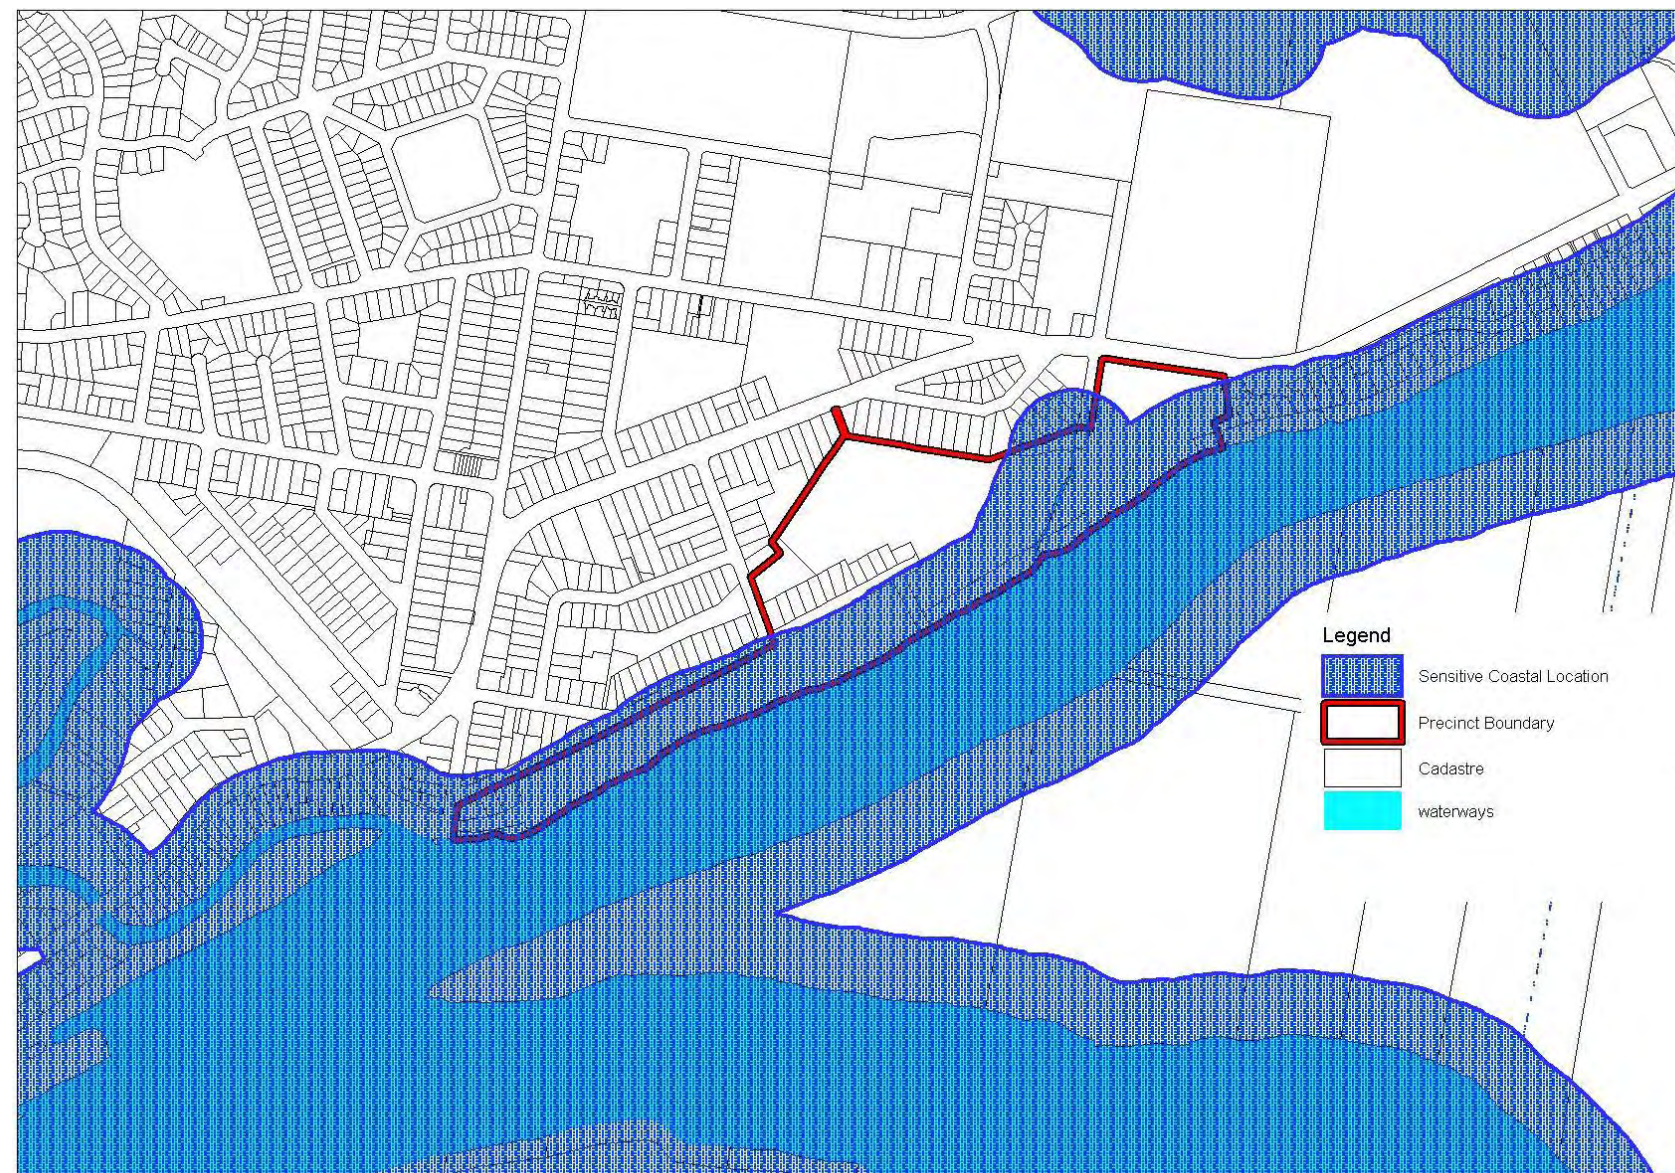 Legend
Sensitive Coastal Location
Precinct Boundary
Cadastre
waterways